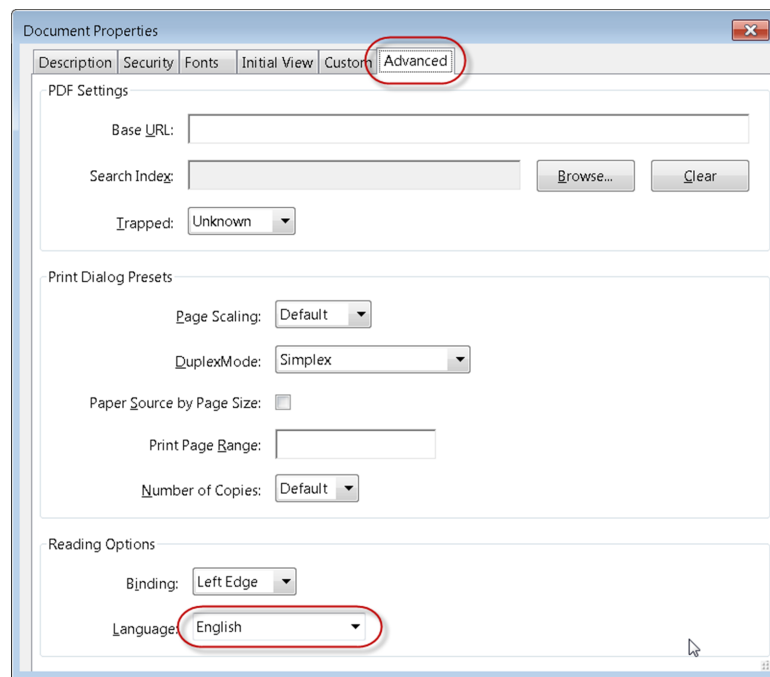 Document Properties
Description Security Fonts Initial View Custom Advanced
PDF Settings
Base URL:
Search Index: Browse... Clear
Trapped: Unknown
Print Dialog Presets
Page Scaling: Default
DuplexMode: Simplex
Paper Source by Page Size:
Print Page Range:
Number of Copies: Default
Reading Options
Binding: Left Edge
Language: English